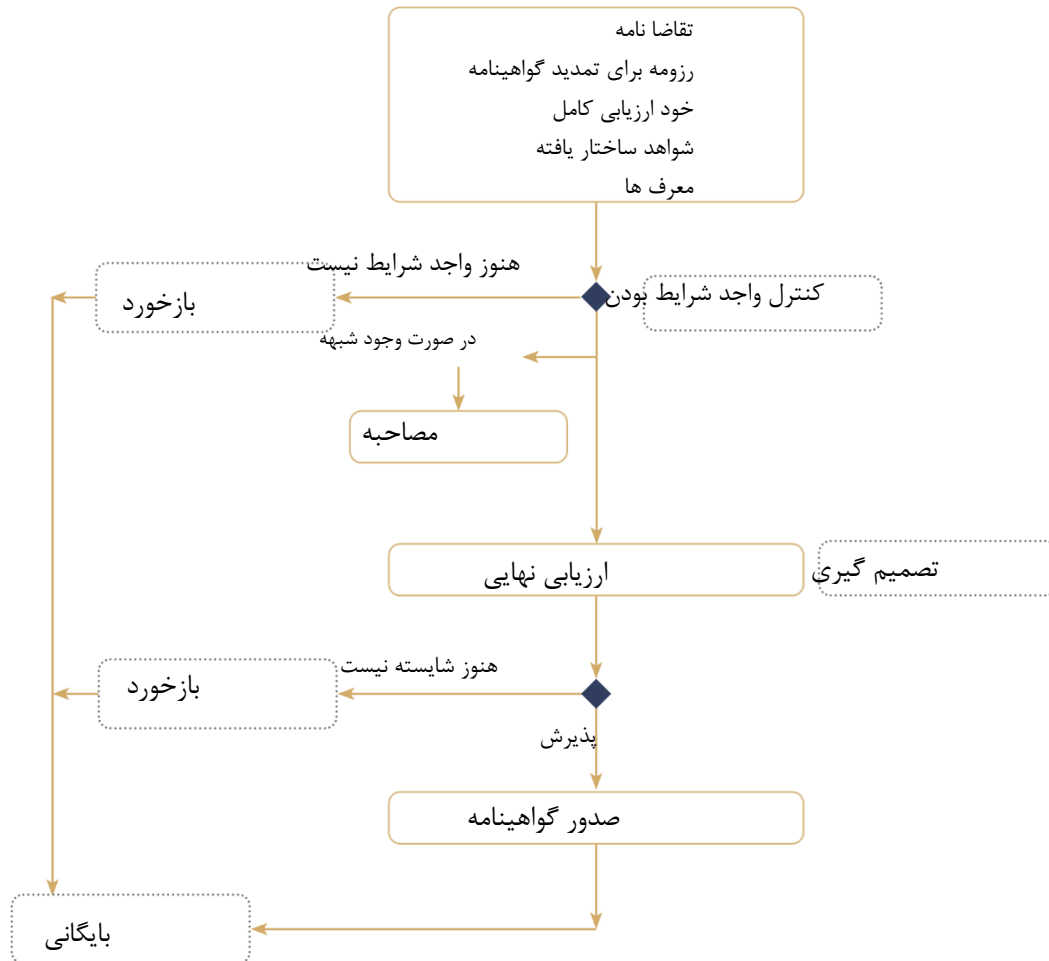 تقاضا نامه
رزومه برای تمدید گواهینامه
خود ارزیابی کامل
شواهد ساختار یافته
معرف ها
هنوز واجد شرایط نیست
کنترل واجد شرایط بودن
بازخورد
در صورت وجود شبهه
مصاحبه
تصمیم گیری
ارزیابی نهایی
هنوز شایسته نیست
بازخورد
پذیرش
صدور گواهینامه
بایگانی